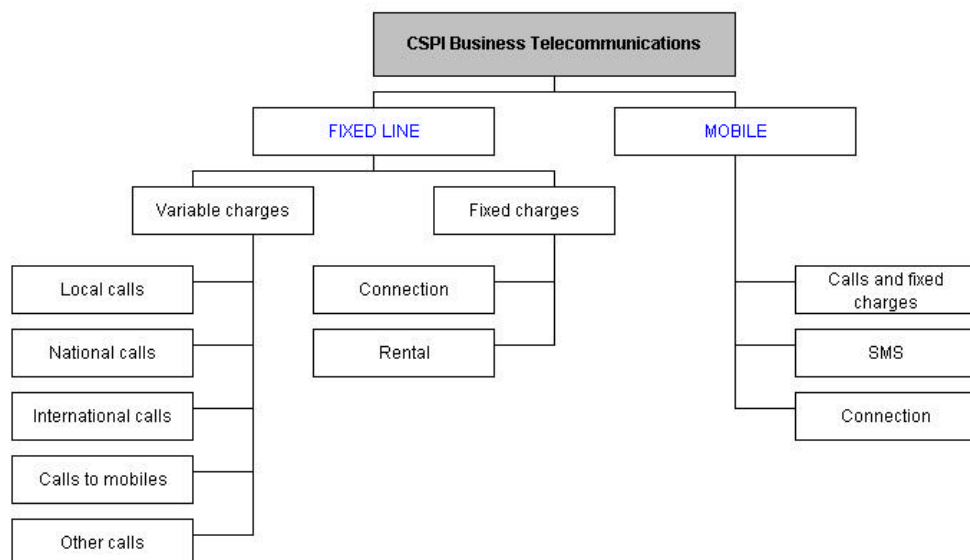 CSPI Business Telecommunications
FIXED LINE
MOBILE
Variable charges
Fixed charges
Local calls
Connection
Calls and fixed
charges
National calls
Rental
SMS
International calls
Connection
Calls to mobiles
Other calls